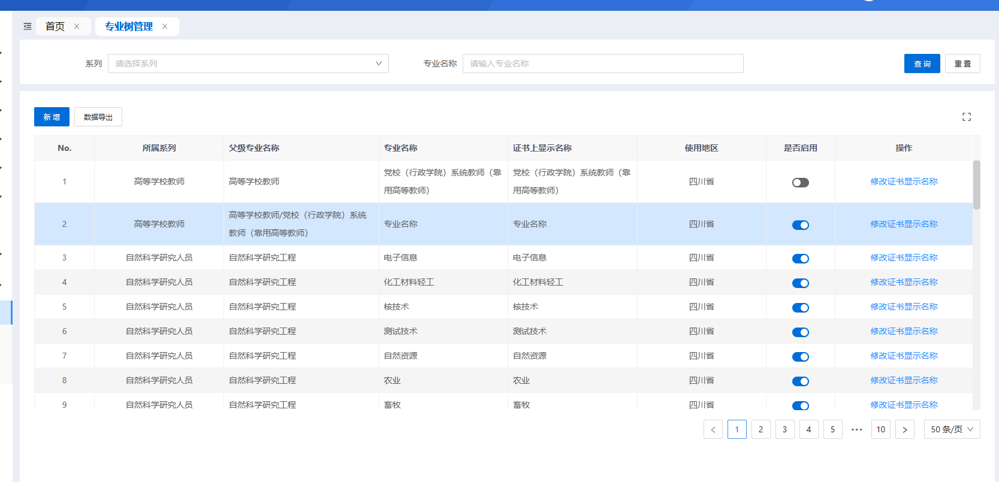 首页
专业树管理
系列 请选择系列 专业名称 请输入专业名称 查询 重置
新增 数据导出
No. 所属系列 父级专业名称 专业名称 证书上显示名称 使用地区 是否启用 操作
1 高等学校教师 高等学校教师 党校（行政学院）系统教师（靠用高等教师） 党校（行政学院）系统教师（靠用高等教师） 四川省 修改证书显示名称
2 高等学校教师 高等学校教师/党校（行政学院）系统教师（靠用高等教师） 专业名称 专业名称 四川省 修改证书显示名称
3 自然科学研究人员 自然科学研究工程 电子信息 电子信息 四川省 修改证书显示名称
4 自然科学研究人员 自然科学研究工程 化工材料轻工 化工材料轻工 四川省 修改证书显示名称
5 自然科学研究人员 自然科学研究工程 核技术 核技术 四川省 修改证书显示名称
6 自然科学研究人员 自然科学研究工程 测试技术 测试技术 四川省 修改证书显示名称
7 自然科学研究人员 自然科学研究工程 自然资源 自然资源 四川省 修改证书显示名称
8 自然科学研究人员 自然科学研究工程 农业 农业 四川省 修改证书显示名称
9 自然科学研究人员 自然科学研究工程 畜牧 畜牧 四川省 修改证书显示名称
1 2 3 4 5 ••• 10 50 条/页